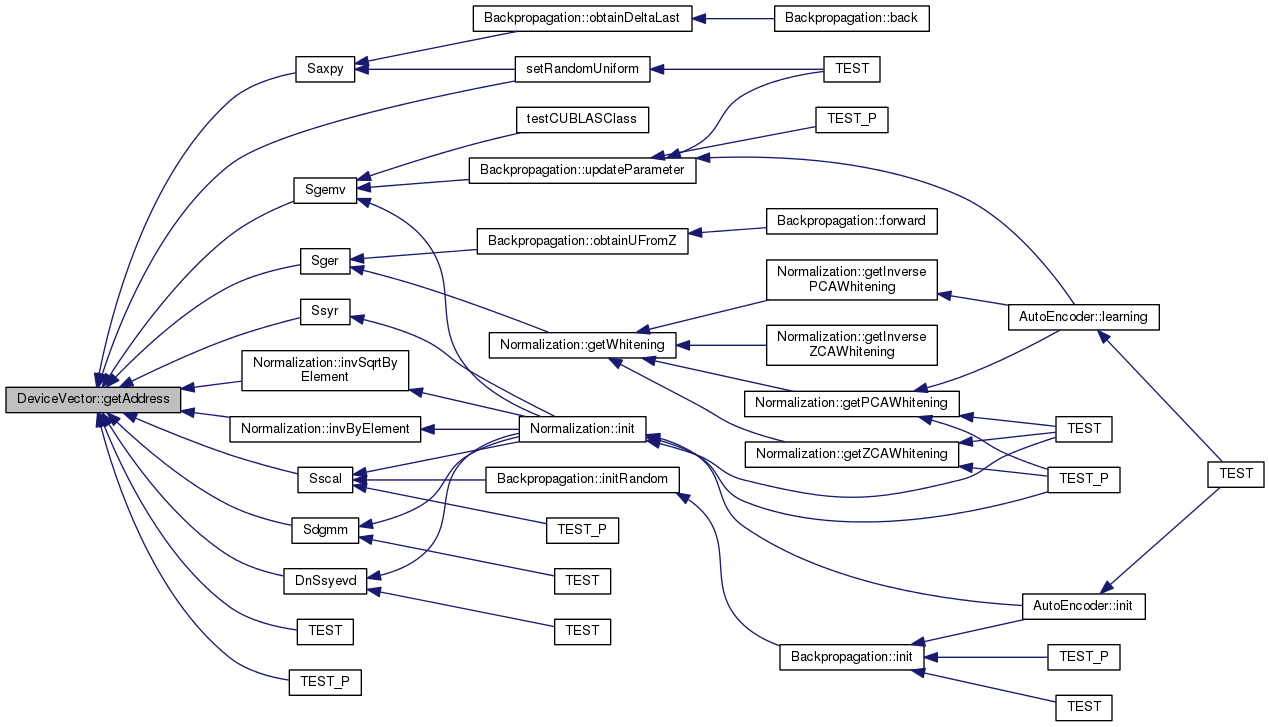 Backpropagation::obtainDeltaLast
Backpropagation::back
Saxpy
setRandomUniform
TEST
testCUBLASClass
TEST_P
Backpropagation::updateParameter
Sgemv
Backpropagation::forward
Backpropagation::obtainUFromZ
Sger
Normalization::getInverse
PCAWhitening
Ssyr
AutoEncoder::learning
Normalization::getWhitening
Normalization::getInverse
ZCAWhitening
Normalization::invSqrtBy
Element
DeviceVector::getAddress
Normalization::getPCAWhitening
Normalization::invByElement
Normalization::init
TEST
Normalization::getZCAWhitening
Sscal
Backpropagation::initRandom
TEST_P
TEST
Sdgmm
TEST_P
DnSsyevd
TEST
AutoEncoder::init
TEST
TEST
Backpropagation::init
TEST_P
TEST_P
TEST